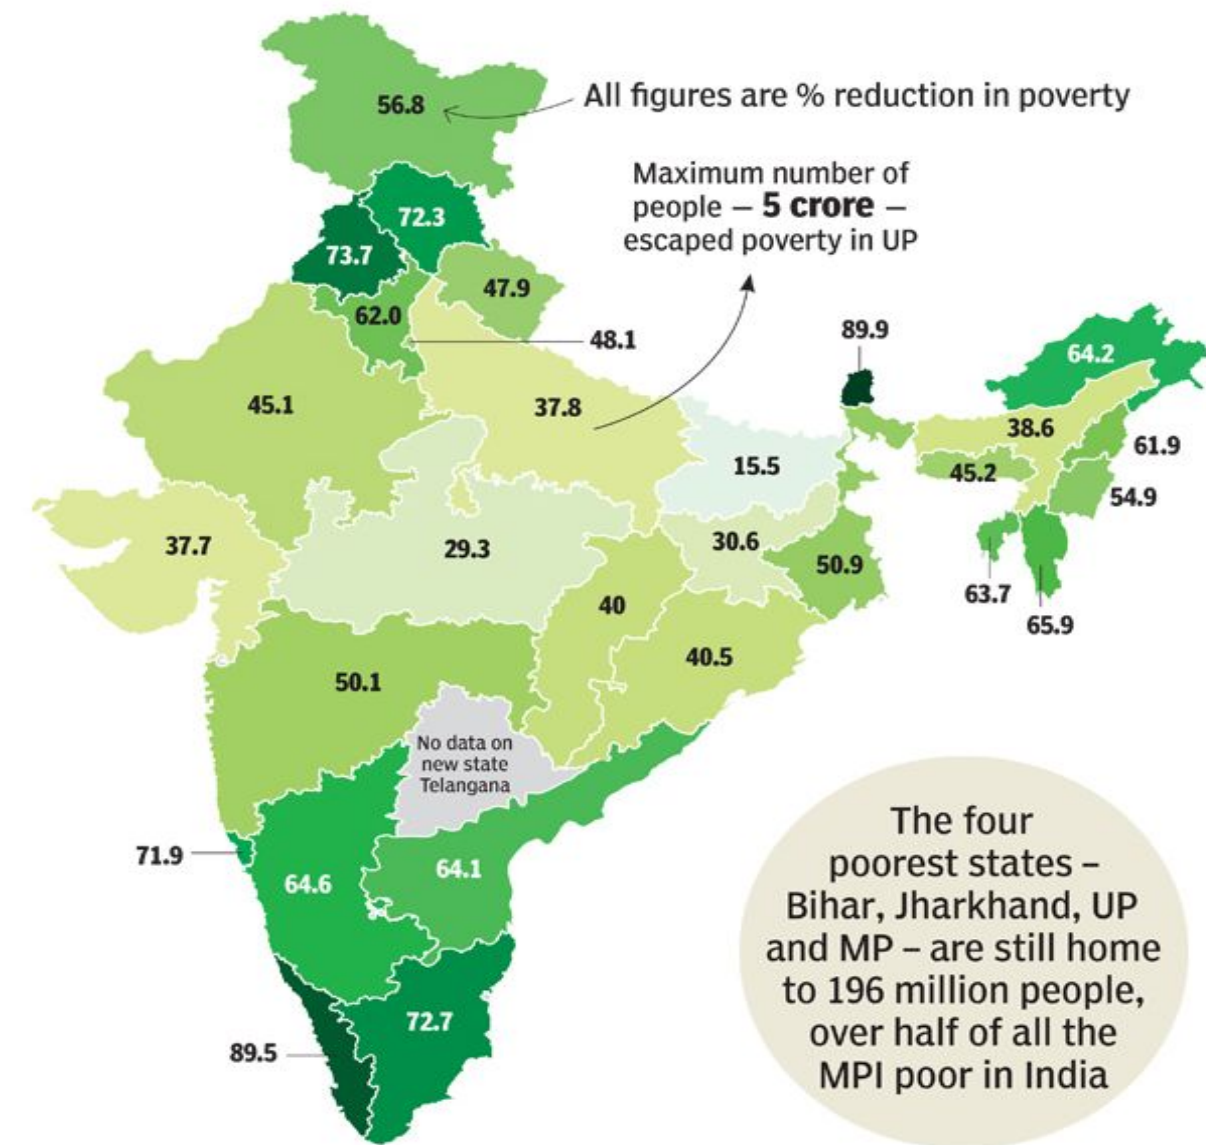 56.8
All figures are % reduction in poverty
Maximum number of
people – 5 crore –
escaped poverty in UP
72.3
73.7
47.9
62.0
48.1
89.9
64.2
45.1
37.8
38.6
61.9
15.5
45.2
54.9
37.7
29.3
30.6
50.9
63.7
40
65.9
40.5
50.1
No data on
new state
Telangana
71.9
64.6
64.1
72.7
89.5
The four
poorest states –
Bihar, Jharkhand, UP
and MP – are still home
to 196 million people,
over half of all the
MPI poor in India